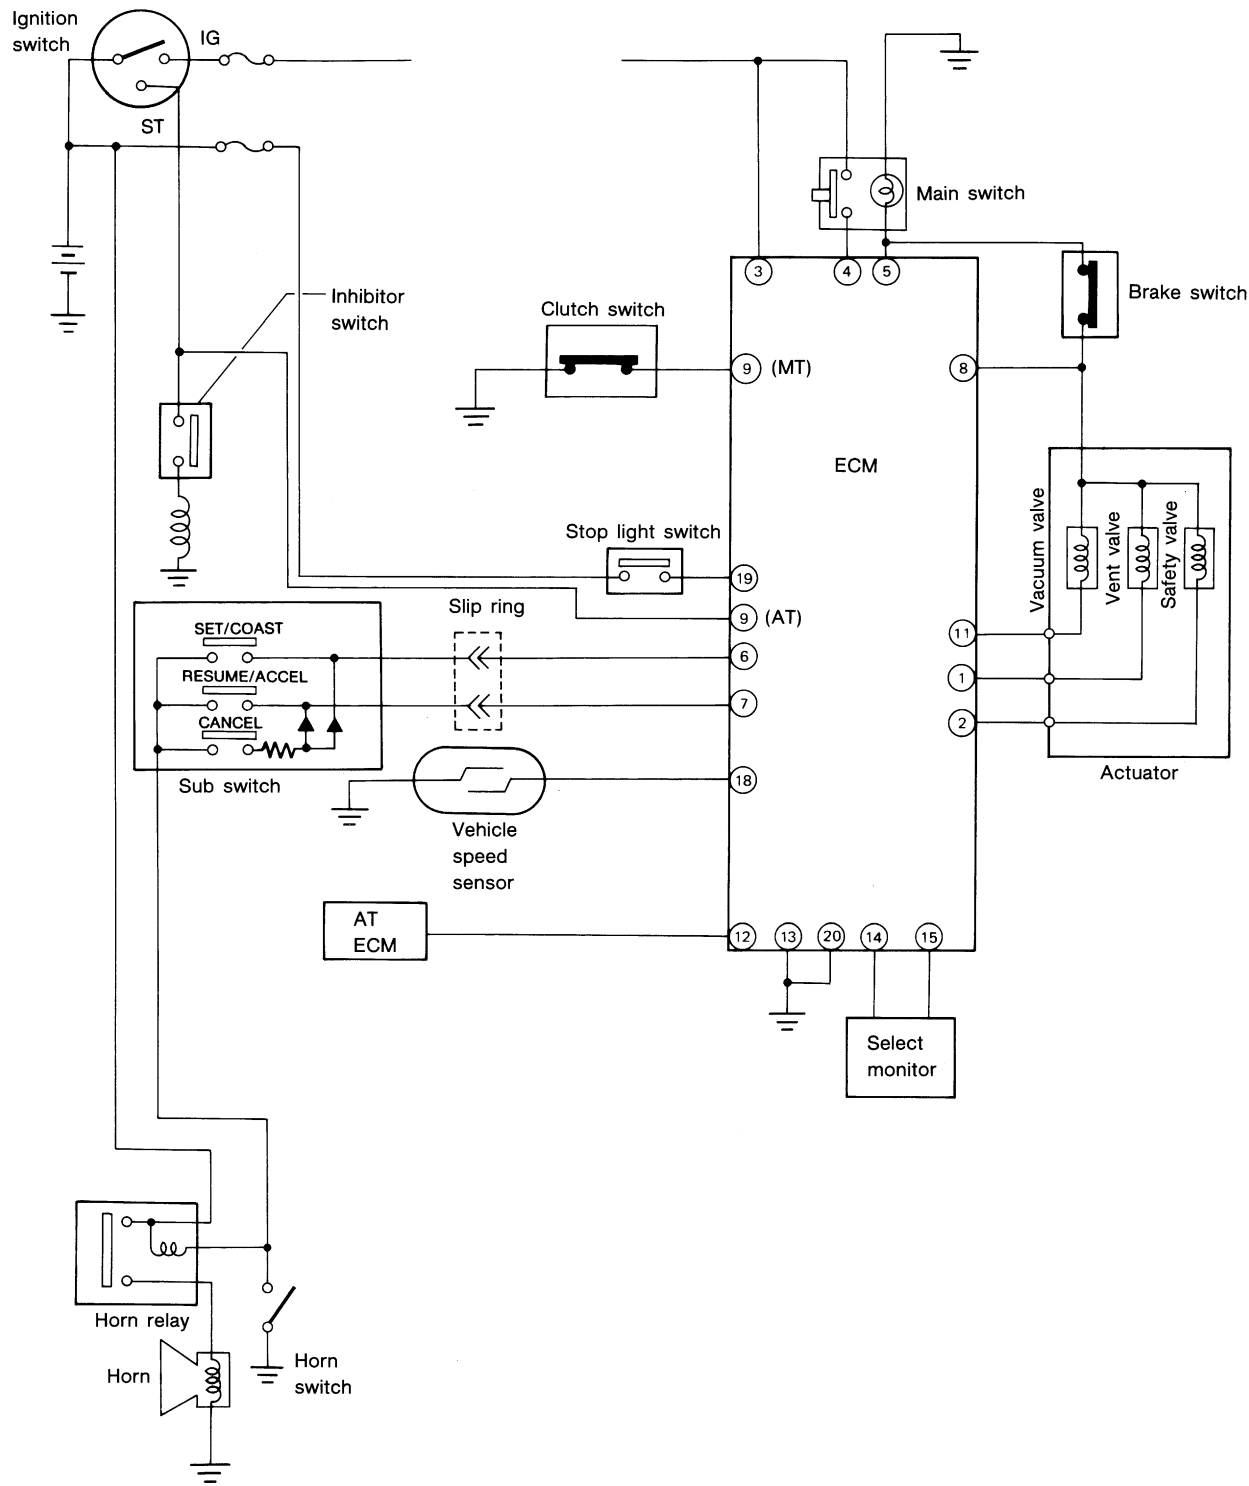 Ignition
switch
IG
ST
Main switch
3
4
5
Inhibitor
switch
Clutch switch
Brake switch
9
(MT)
8
ECM
Stop light switch
Vacuum valve
Vent valve
Safety valve
19
Slip ring
9
(AT)
SET/COAST
11
6
RESUME/ACCEL
1
7
CANCEL
2
Sub switch
Actuator
18
Vehicle
speed
sensor
AT
ECM
12
13
20
14
15
Select
monitor
Horn relay
Horn
Horn
switch